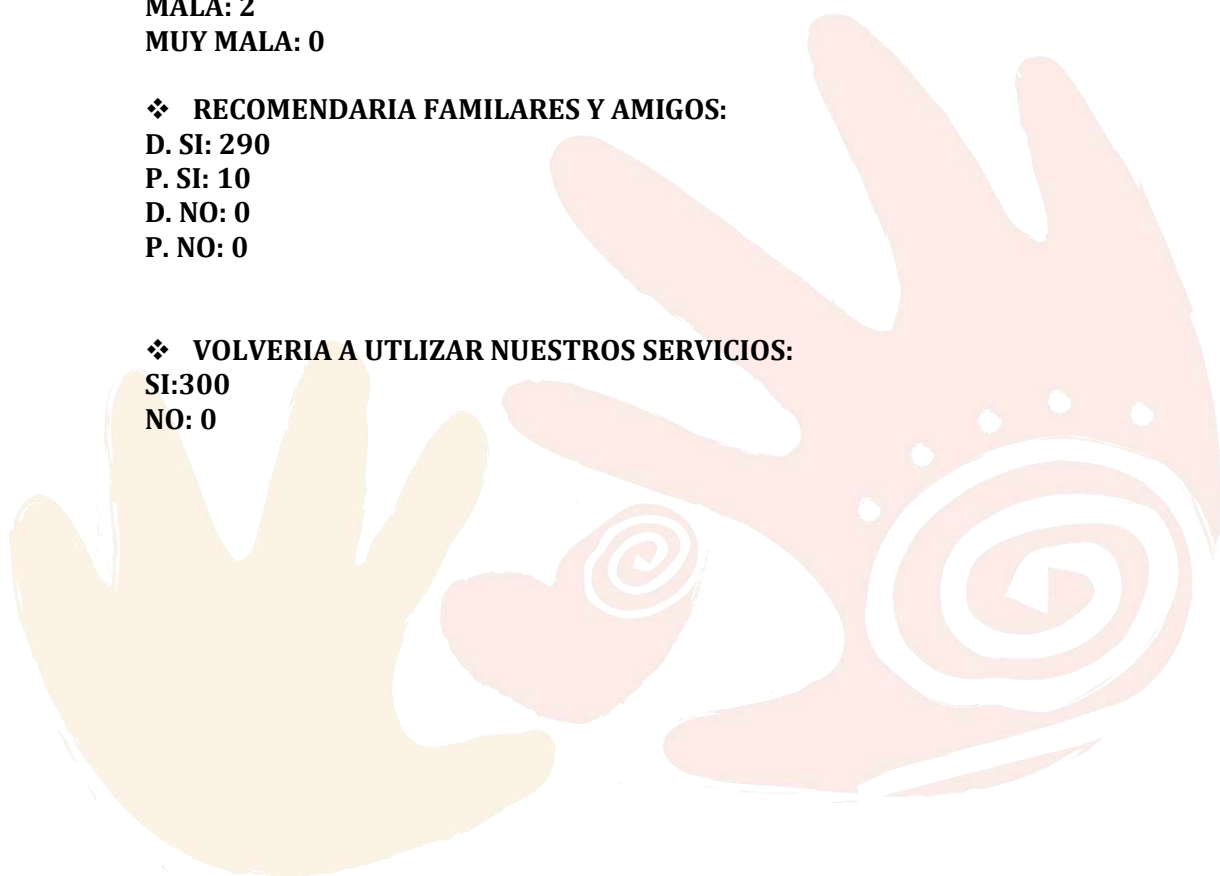 MALA: 2
MUY MALA: 0
❖ RECOMENDARIA FAMILARES Y AMIGOS:
D. SI: 290
P. SI: 10
D. NO: 0
P. NO: 0
❖ VOLVERIA A UTLIZAR NUESTROS SERVICIOS:
SI:300
NO: 0